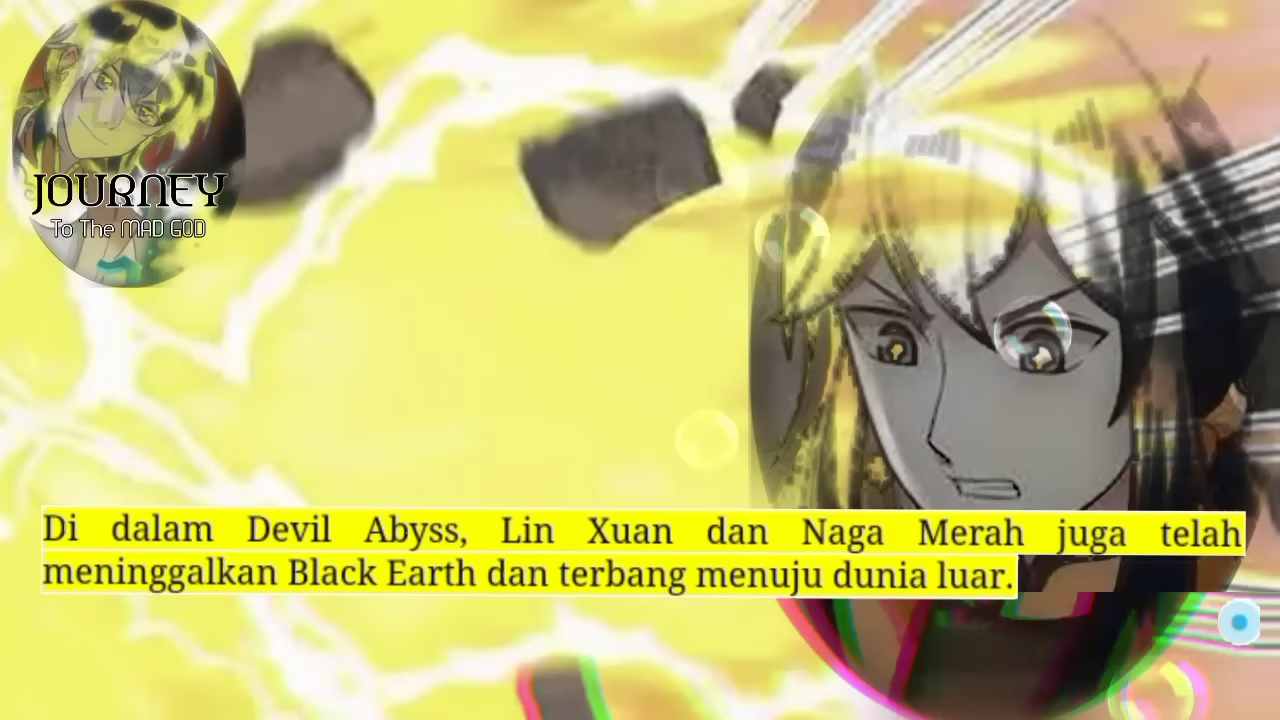 JOURNEY
To The MAD GOD
Di dalam Devil Abyss, Lin Xuan dan Naga Merah juga telah
meninggalkan Black Earth dan terbang menuju dunia luar.